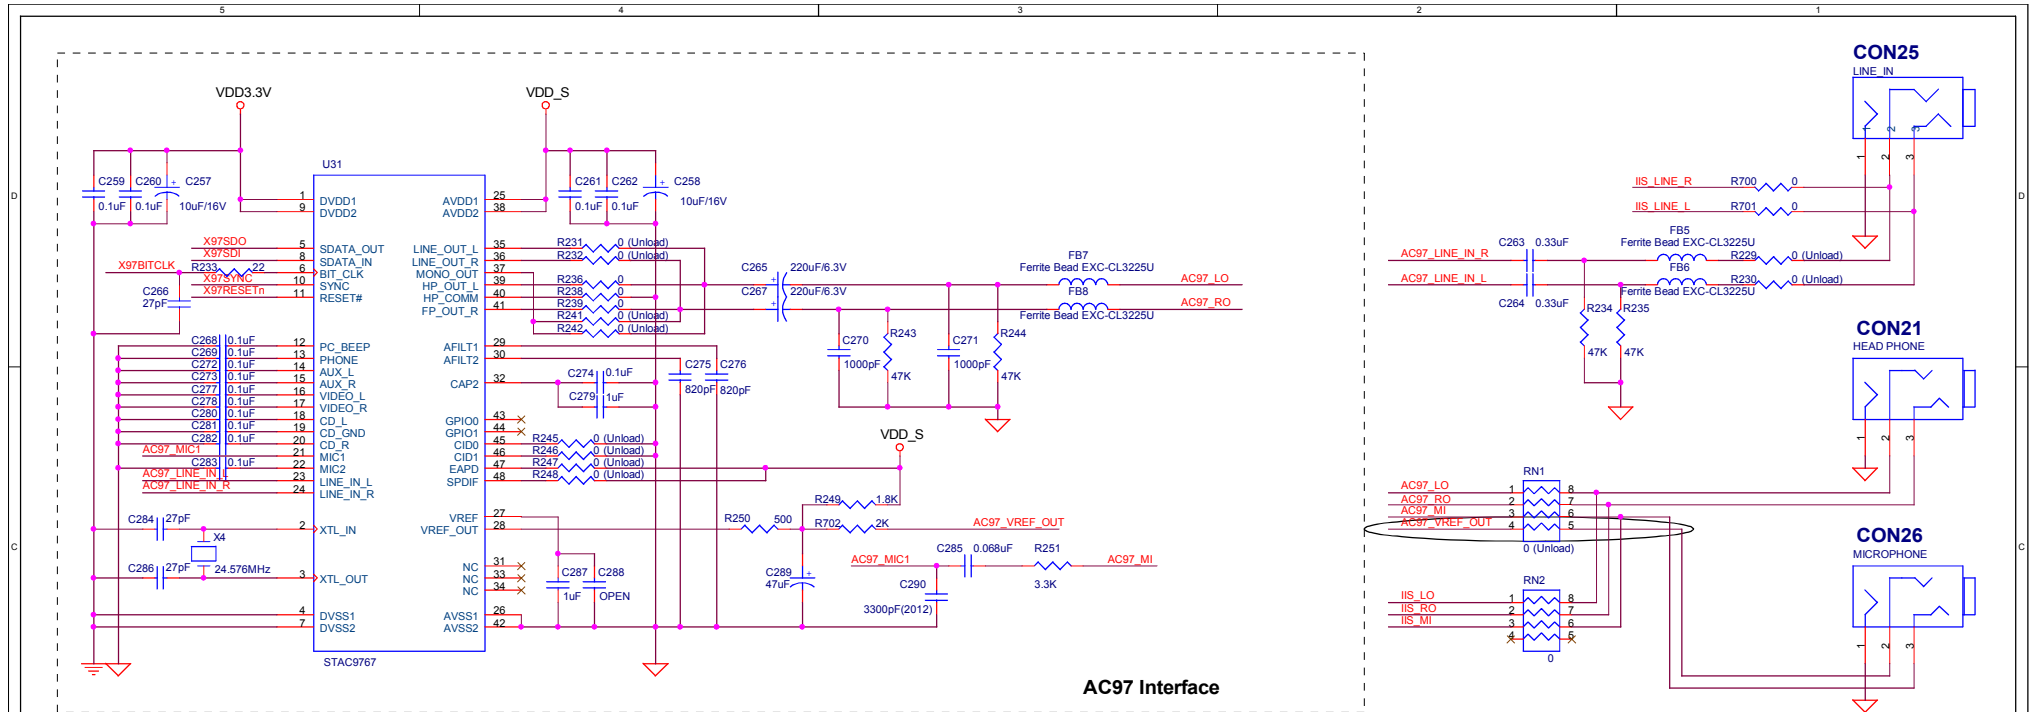 5 4 3 2 1
D
C
D
C
VDD3.3V
VDD_S
C259
0.1uF
C260
0.1uF
C257
10uF/16V
C261
0.1uF
C262
0.1uF
C258
10uF/16V
U31
STAC9767
1 DVDD1
9 DVDD2
X97SDO 5 SDATA_OUT
X97SDI 8 SDATA_IN
X97BITCLK R233 22 6 BIT_CLK
X97SYNC 10 SYNC
X97RESETn 11 RESET#
C266
27pF
C268 0.1uF 12 PC_BEEP
C269 0.1uF 13 PHONE
C272 0.1uF 14 AUX_L
C273 0.1uF 15 AUX_R
C277 0.1uF 16 VIDEO_L
C278 0.1uF 17 VIDEO_R
C280 0.1uF 18 CD_L
C281 0.1uF 19 CD_GND
C282 0.1uF 20 CD_R
AC97_MIC1 21 MIC1
C283 0.1uF 22 MIC2
AC97_LINE_IN_L 23 LINE_IN_L
AC97_LINE_IN_R 24 LINE_IN_R
C284 27pF 2 XTL_IN
X4
24.576MHz
C286 27pF 3 XTL_OUT
4 DVSS1
7 DVSS2
AVDD1 25
AVDD2 38
LINE_OUT_L 35
LINE_OUT_R 36
MONO_OUT 37
HP_OUT_L 39
HP_COMM 40
FP_OUT_R 41
AFILT1 29
AFILT2 30
CAP2 32
GPIO0 43
GPIO1 44
CID0 45
CID1 46
EAPD 47
SPDIF 48
VREF 27
VREF_OUT 28
NC 31
NC 33
NC 34
AVSS1 26
AVSS2 42
R231 0 (Unload)
R232 0 (Unload)
R236 0
R238 0
R239 0
R241 0 (Unload)
R242 0 (Unload)
C274 0.1uF
C279 1uF
C275
820pF
C276
820pF
R245 0 (Unload)
R246 0 (Unload)
R247 0 (Unload)
R248 0 (Unload)
C265 220uF/6.3V
C267 220uF/6.3V
FB7
Ferrite Bead EXC-CL3225U
AC97_LO
FB8
AC97_RO
Ferrite Bead EXC-CL3225U
C270
1000pF
R243
47K
C271
1000pF
R244
47K
VDD_S
R249 1.8K
R250 500
R702 2K
AC97_VREF_OUT
C287
1uF
C288
OPEN
C289
47uF
AC97_MIC1
C285 0.068uF
R251
3.3K
AC97_MI
C290
3300pF(2012)
AC97 Interface
CON25
LINE_IN
1 2 3
1 2 3
IIS_LINE_R R700 0
IIS_LINE_L R701 0
FB5
Ferrite Bead EXC-CL3225U
AC97_LINE_IN_R C263 0.33uF R229 0 (Unload)
FB6
AC97_LINE_IN_L R230 0 (Unload)
Ferrite Bead EXC-CL3225U
C264 0.33uF
R234
47K
R235
47K
CON21
HEAD PHONE
1 2 3
RN1
AC97_LO 1 8
AC97_RO 2 7
AC97_MI 3 6
AC97_VREF_OUT 4 5
0 (Unload)
CON26
MICROPHONE
1 2 3
RN2
IIS_LO 1 8
IIS_RO 2 7
IIS_MI 3 6
4 5
0